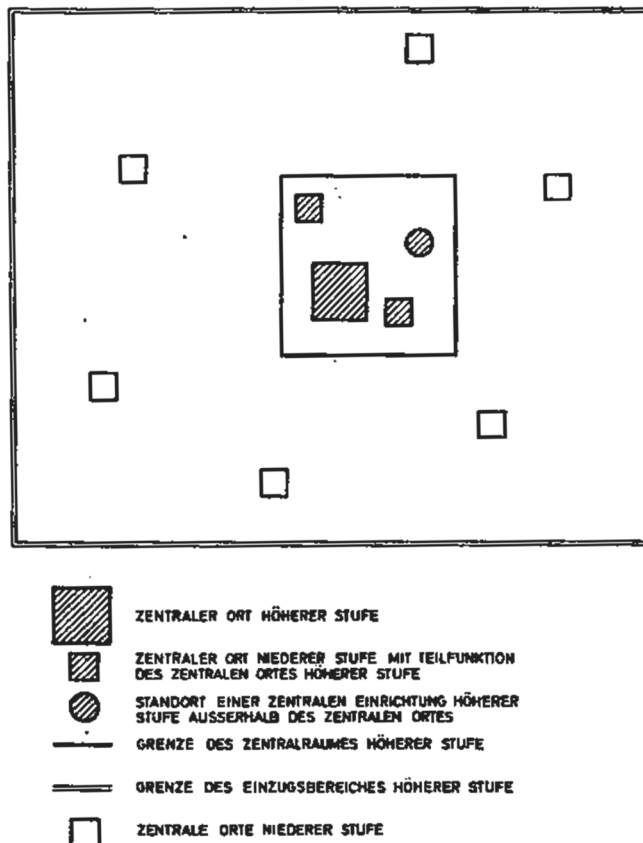 ZENTRALER ORT HÖHERER STUFE
ZENTRALER ORT NIEDERER STUFE MIT TEILFUNKTION
DES ZENTRALEN ORTES HÖHERER STUFE
STANDORT EINER ZENTRALEN EINRICHTUNG HÖHERER
STUFE AUSSERHALB DES ZENTRALEN ORTES
GRENZE DES ZENTRALRAUMES HÖHERER STUFE
GRENZE DES EINZUGSBEREICHES HÖHERER STUFE
ZENTRALE ORTE NIEDERER STUFE